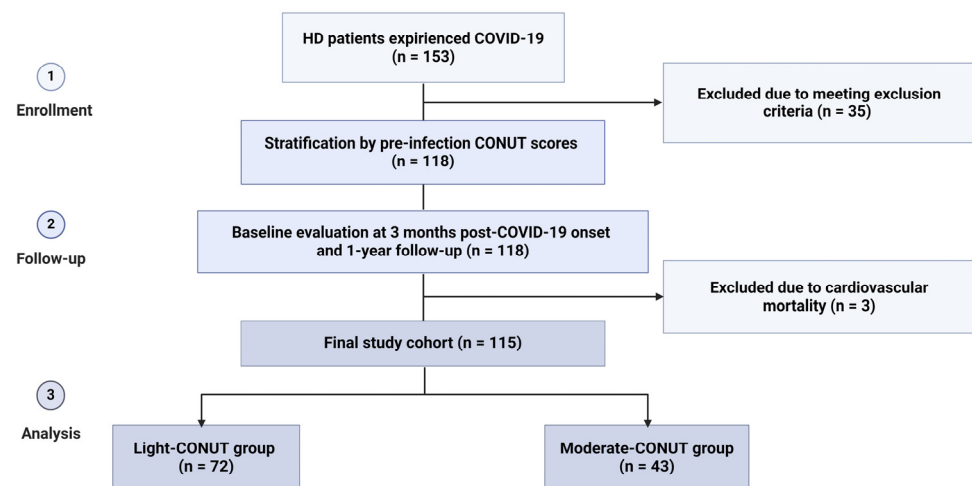 HD patients expirienced COVID-19
(n = 153)
1
Enrollment
Excluded due to meeting exclusion
criteria (n = 35)
Stratification by pre-infection CONUT scores
(n = 118)
2
Follow-up
Baseline evaluation at 3 months post-COVID-19 onset
and 1-year follow-up (n = 118)
Excluded due to cardiovascular
mortality (n = 3)
Final study cohort (n = 115)
3
Analysis
Light-CONUT group
(n = 72)
Moderate-CONUT group
(n = 43)